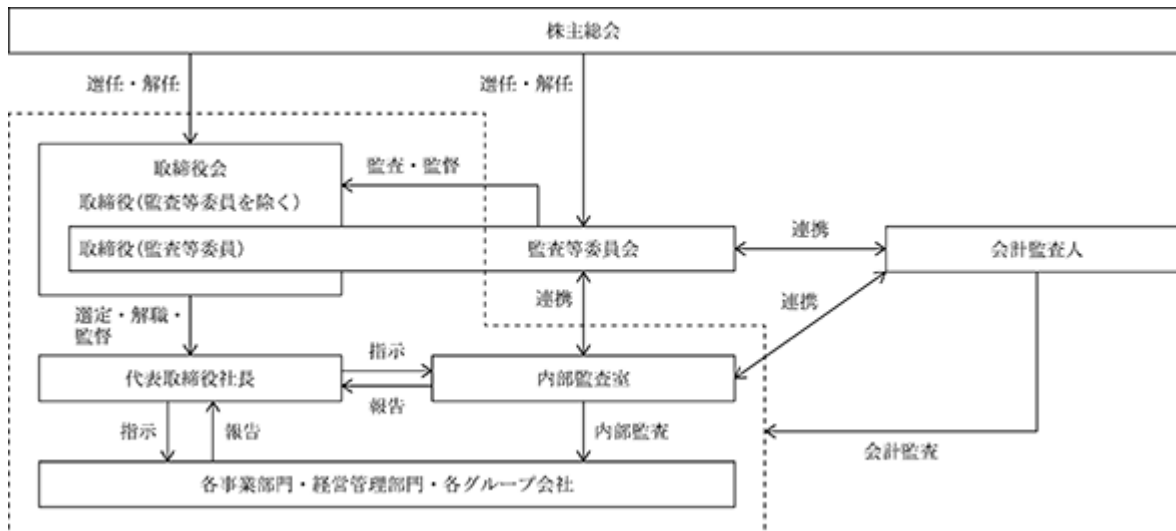 株主総会
選任・解任
選任・解任
取締役会
監査・監督
取締役(監査等委員を除く)
取締役(監査等委員)
監査等委員会
連携
会計監査人
連携
連携
選定・解職・
監督
指示
代表取締役社長
内部監査室
報告
指示
報告
内部監査
会計監査
各事業部門・経営管理部門・各グループ会社